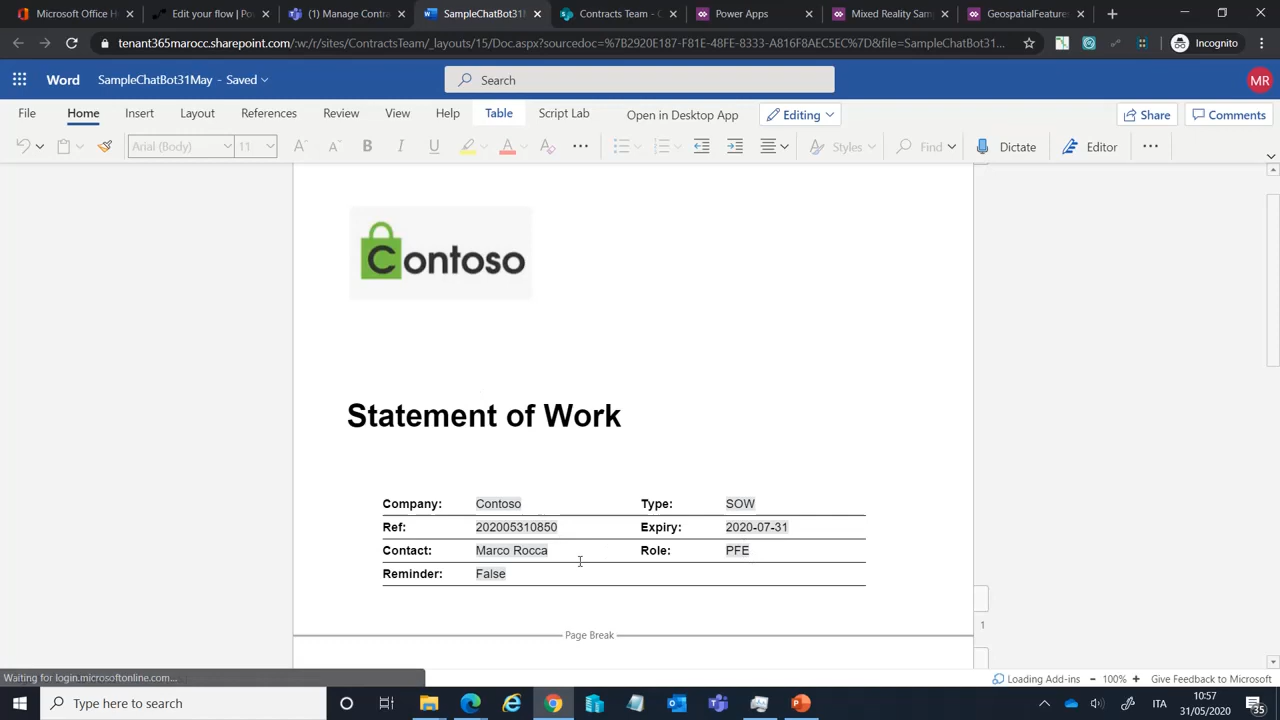 Microsoft Office H
Edit your flow | Po
(1) Manage Contra
SampleChatBot31
Contracts Team - C
Power Apps
Mixed Reality Sam
GeospatialFeature
tenant365marocc.sharepoint.com/:w:/r/sites/ContractsTeam/_layouts/15/Doc.aspx?sourcedoc=%7B2920E187-F81E-48FE-8333-A816F8AEC5EC%7D&file=SampleChatBot31...
Incognito
Word SampleChatBot31May - Saved
Search
MR
File Home Insert Layout References Review View Help Table Script Lab Open in Desktop App Editing Share Comments
Arial (Body) 11 Styles Find Dictate Editor
Contoso
Statement of Work
Company: Contoso Type: SOW
Ref: 202005310850 Expiry: 2020-07-31
Contact: Marco Rocca Role: PFE
Reminder: False
Page Break
1
Waiting for login.microsoftonline.com...
Loading Add-ins 100% Give Feedback to Microsoft
Type here to search
ITA
10:57
31/05/2020
35